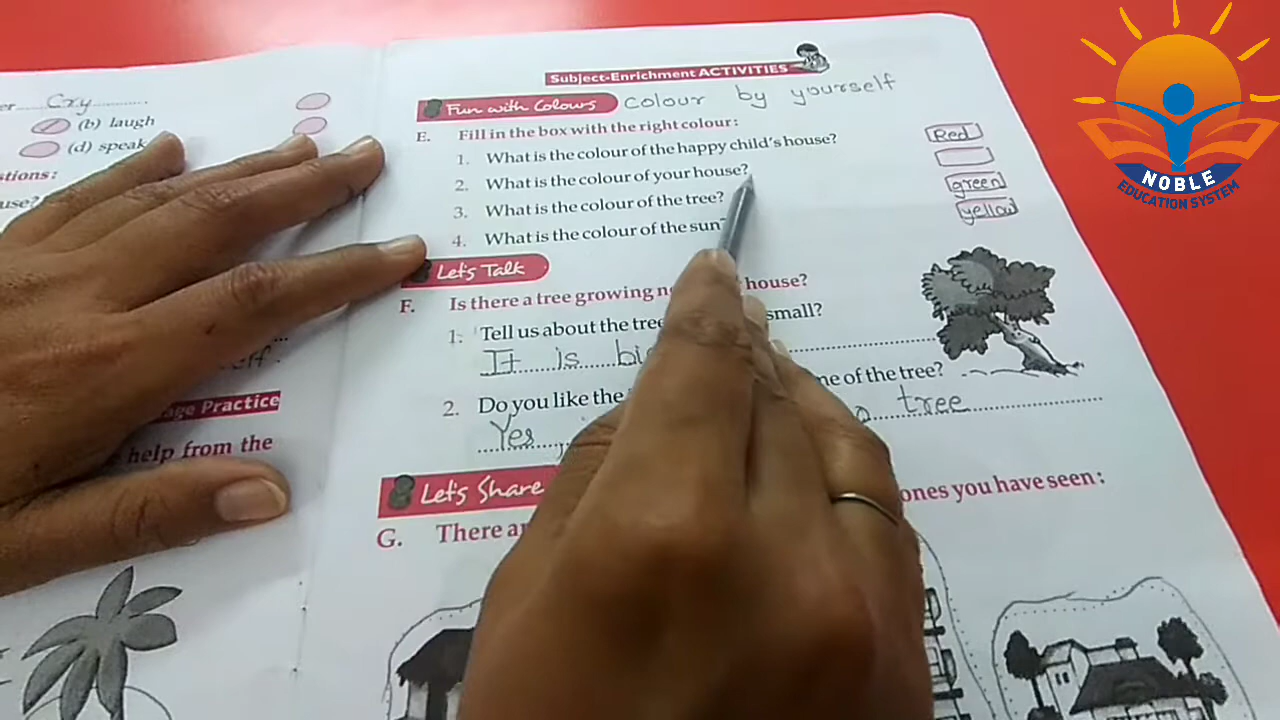 Cry
(b) laugh
(d) speak
help from the
Practice
Subject-Enrichment ACTIVITIES
Fun with Colours Colour by yourself
E. Fill in the box with the right colour:
1. What is the colour of the happy child's house? Red
2. What is the colour of your house?
3. What is the colour of the tree? green
4. What is the colour of the sun yellow
Let's Talk
F. Is there a tree growing house?
1. Tell us about the tree small?
It is
2. Do you like the of the tree?
Yes tree
Let's Share
G. There ones you have seen:
NOBLE
EDUCATION SYSTEM